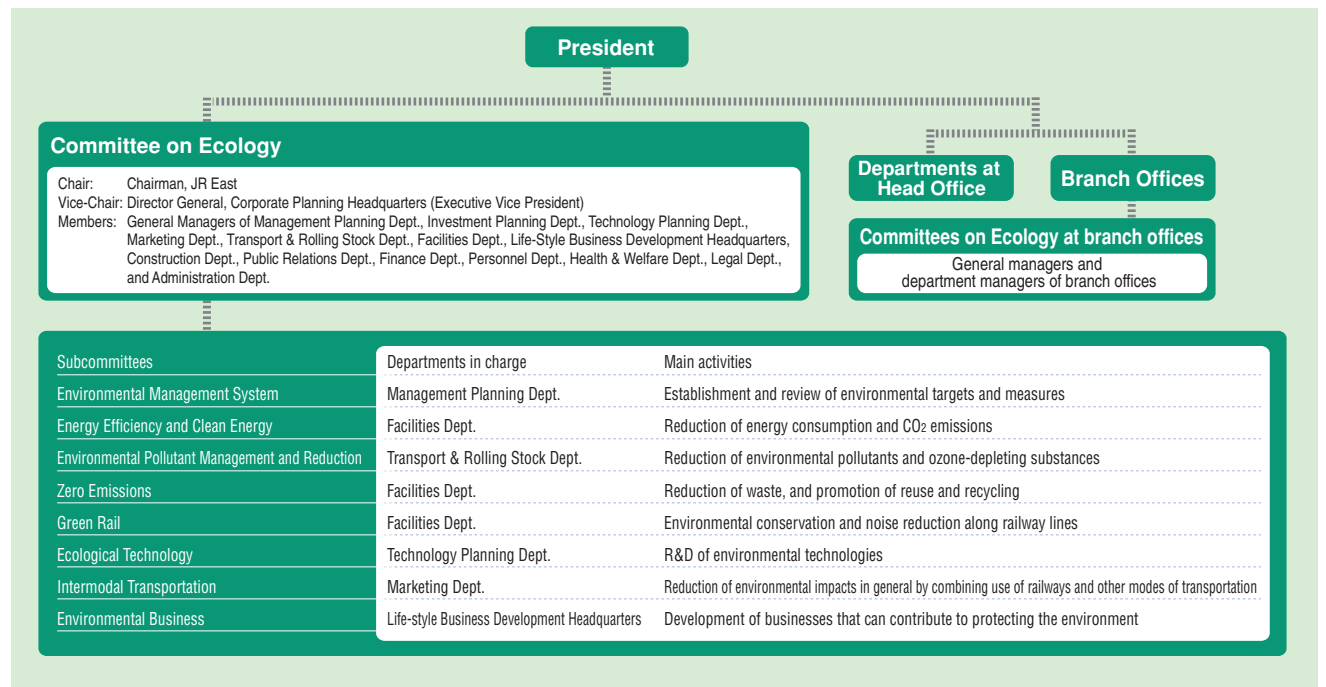 President
Committee on Ecology
Chair: Chairman, JR East
Vice-Chair: Director General, Corporate Planning Headquarters (Executive Vice President)
Members: General Managers of Management Planning Dept., Investment Planning Dept., Technology Planning Dept.,
Marketing Dept., Transport & Rolling Stock Dept., Facilities Dept., Life-Style Business Development Headquarters,
Construction Dept., Public Relations Dept., Finance Dept., Personnel Dept., Health & Welfare Dept., Legal Dept.,
and Administration Dept.
Departments at
Head Office
Branch Offices
Committees on Ecology at branch offices
General managers and
department managers of branch offices
Subcommittees Departments in charge Main activities
Environmental Management System Management Planning Dept. Establishment and review of environmental targets and measures
Energy Efficiency and Clean Energy Facilities Dept. Reduction of energy consumption and CO2 emissions
Environmental Pollutant Management and Reduction Transport & Rolling Stock Dept. Reduction of environmental pollutants and ozone-depleting substances
Zero Emissions Facilities Dept. Reduction of waste, and promotion of reuse and recycling
Green Rail Facilities Dept. Environmental conservation and noise reduction along railway lines
Ecological Technology Technology Planning Dept. R&D of environmental technologies
Intermodal Transportation Marketing Dept. Reduction of environmental impacts in general by combining use of railways and other modes of transportation
Environmental Business Life-style Business Development Headquarters Development of businesses that can contribute to protecting the environment